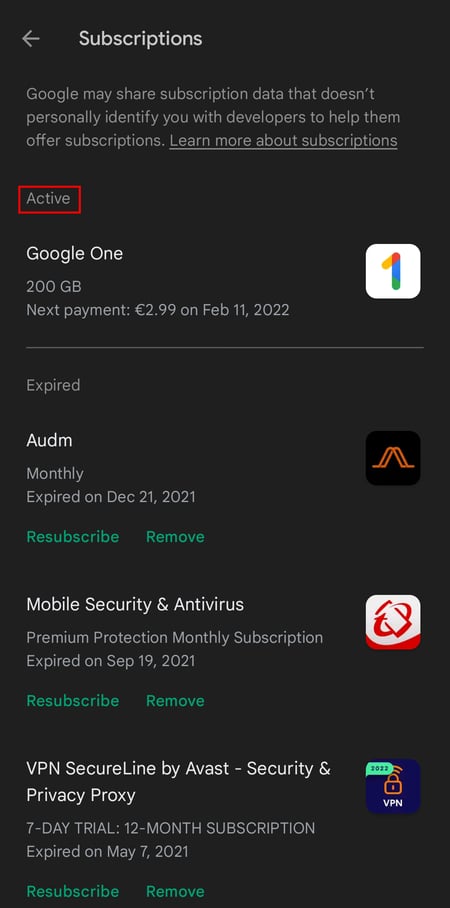 Subscriptions
Google may share subscription data that doesn't
personally identify you with developers to help them
offer subscriptions. Learn more about subscriptions
Active
Google One
200 GB
Next payment: €2.99 on Feb 11, 2022
Expired
Audm
Monthly
Expired on Dec 21, 2021
Resubscribe Remove
Mobile Security & Antivirus
Premium Protection Monthly Subscription
Expired on Sep 19, 2021
Resubscribe Remove
VPN SecureLine by Avast - Security &
Privacy Proxy
2022
VPN
7-DAY TRIAL: 12-MONTH SUBSCRIPTION
Expired on May 7, 2021
Resubscribe Remove